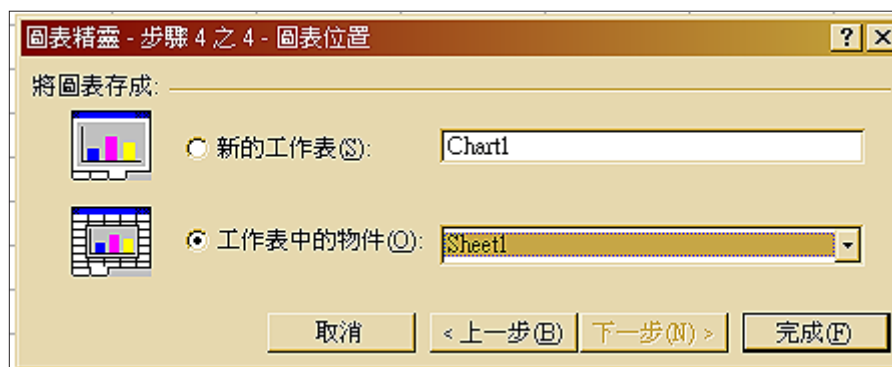 圖表精靈 - 步驟 4 之 4 - 圖表位置
將圖表存成:
新的工作表(S): Chart1
工作表中的物件(O): Sheet1
取消 < 上一步(B) 下一步(N) > 完成(F)